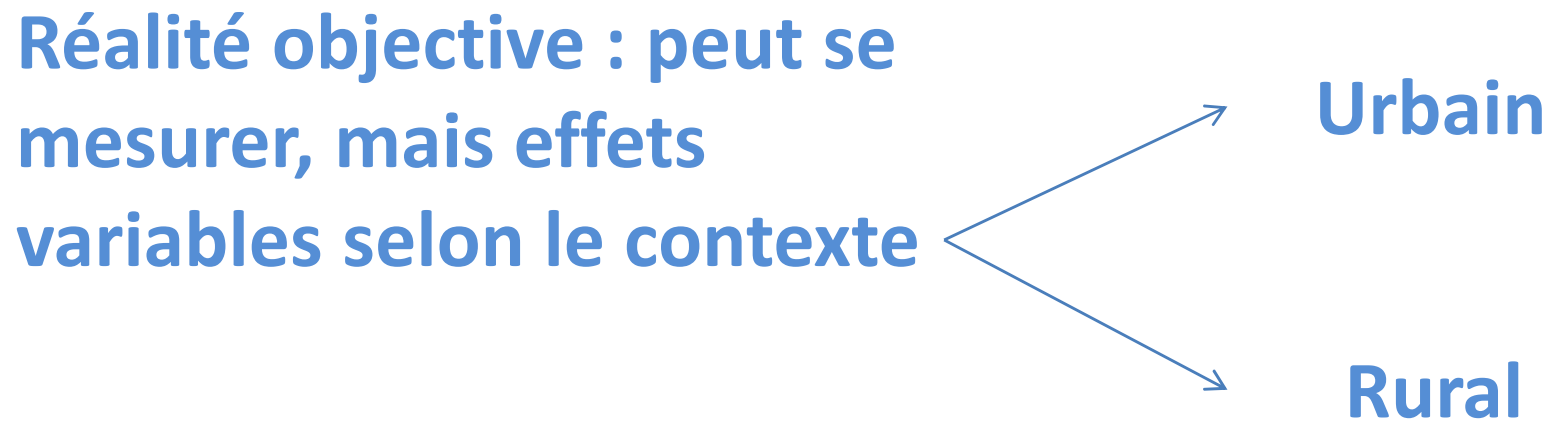 Réalité objective : peut se
mesurer, mais effets
variables selon le contexte
Urbain
Rural